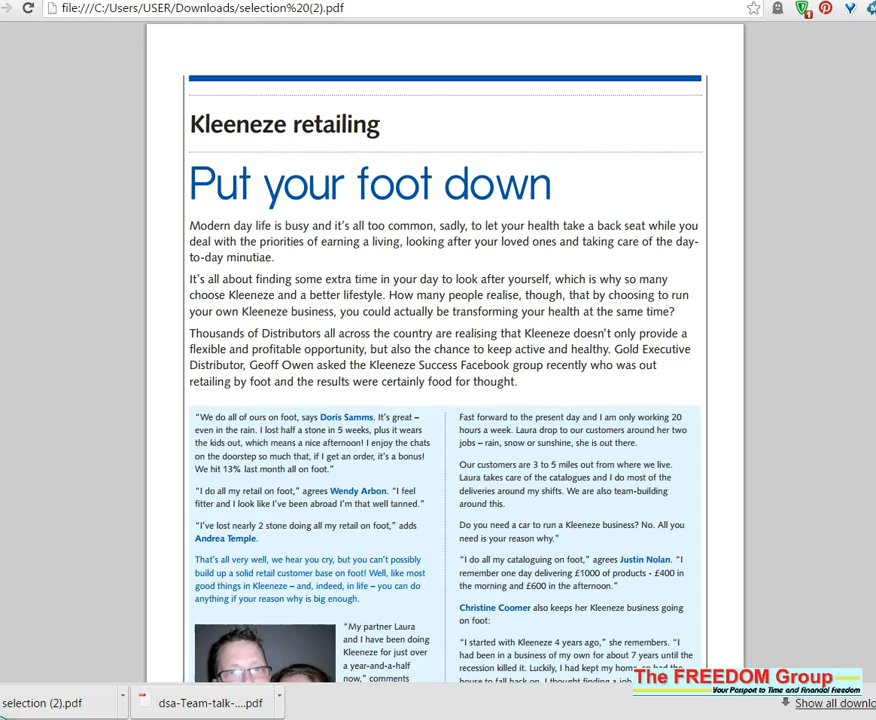 file:///C:/Users/USER/Downloads/selection%20(2).pdf
1
Kleeneze retailing
Put your foot down
Modern day life is busy and it's all too common, sadly, to let your health take a back seat while you
deal with the priorities of earning a living, looking after your loved ones and taking care of the day-
to-day minutiae.
It's all about finding some extra time in your day to look after yourself, which is why so many
choose Kleeneze and a better lifestyle. How many people realise, though, that by choosing to run
your own Kleeneze business, you could actually be transforming your health at the same time?
Thousands of Distributors all across the country are realising that Kleeneze doesn't only provide a
flexible and profitable opportunity, but also the chance to keep active and healthy. Gold Executive
Distributor, Geoff Owen asked the Kleeneze Success Facebook group recently who was out
retailing by foot and the results were certainly food for thought.
"We do all of ours on foot, says Doris Samms. It's great –
even in the rain. I lost half a stone in 5 weeks, plus it wears
the kids out, which means a nice afternoon! I enjoy the chats
on the doorstep so much that, if I get an order, it's a bonus!
We hit 13% last month all on foot."
"I do all my retail on foot," agrees Wendy Arbon. "I feel
fitter and I look like I've been abroad I'm that well tanned."
"I've lost nearly 2 stone doing all my retail on foot," adds
Andrea Temple.
That's all very well, we hear you cry, but you can't possibly
build up a solid retail customer base on foot! Well, like most
good things in Kleeneze – and, indeed, in life – you can do
anything if your reason why is big enough.
"My partner Laura
and I have been doing
Kleeneze for just over
a year-and-a-half
now," comments
Fast forward to the present day and I am only working 20
hours a week. Laura drop to our customers around her two
jobs – rain, snow or sunshine, she is out there.
Our customers are 3 to 5 miles out from where we live.
Laura takes care of the catalogues and I do most of the
deliveries around my shifts. We are also team-building
around this.
Do you need a car to run a Kleeneze business? No. All you
need is your reason why."
"I do all my cataloguing on foot," agrees Justin Nolan. "I
remember one day delivering £1000 of products - £400 in
the morning and £600 in the afternoon."
Christine Coomer also keeps her Kleeneze business going
on foot:
"I started with Kleeneze 4 years ago," she remembers. "I
had been in a business of my own for about 7 years until the
recession killed it. Luckily, I had kept my home, so had the
house to fall back on. I thought finding a job
The FREEDOM Group
Your Passport to Time and Financial Freedom
selection (2).pdf
dsa-Team-talk-....pdf
Show all downlo